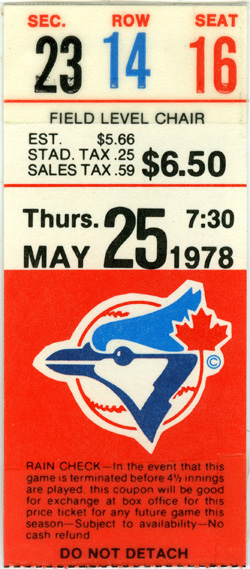 SEC. ROW SEAT
23 14 16
FIELD LEVEL CHAIR
EST. $5.66
STAD. TAX .25 $6.50
SALES TAX .59
Thurs. 25 7:30
MAY 1978
©
RAIN CHECK—In the event that this
game is terminated before 4½ innings
are played, this coupon will be good
for exchange at box office for this
price ticket for any future game this
season—Subject to availability—No
cash refund
DO NOT DETACH